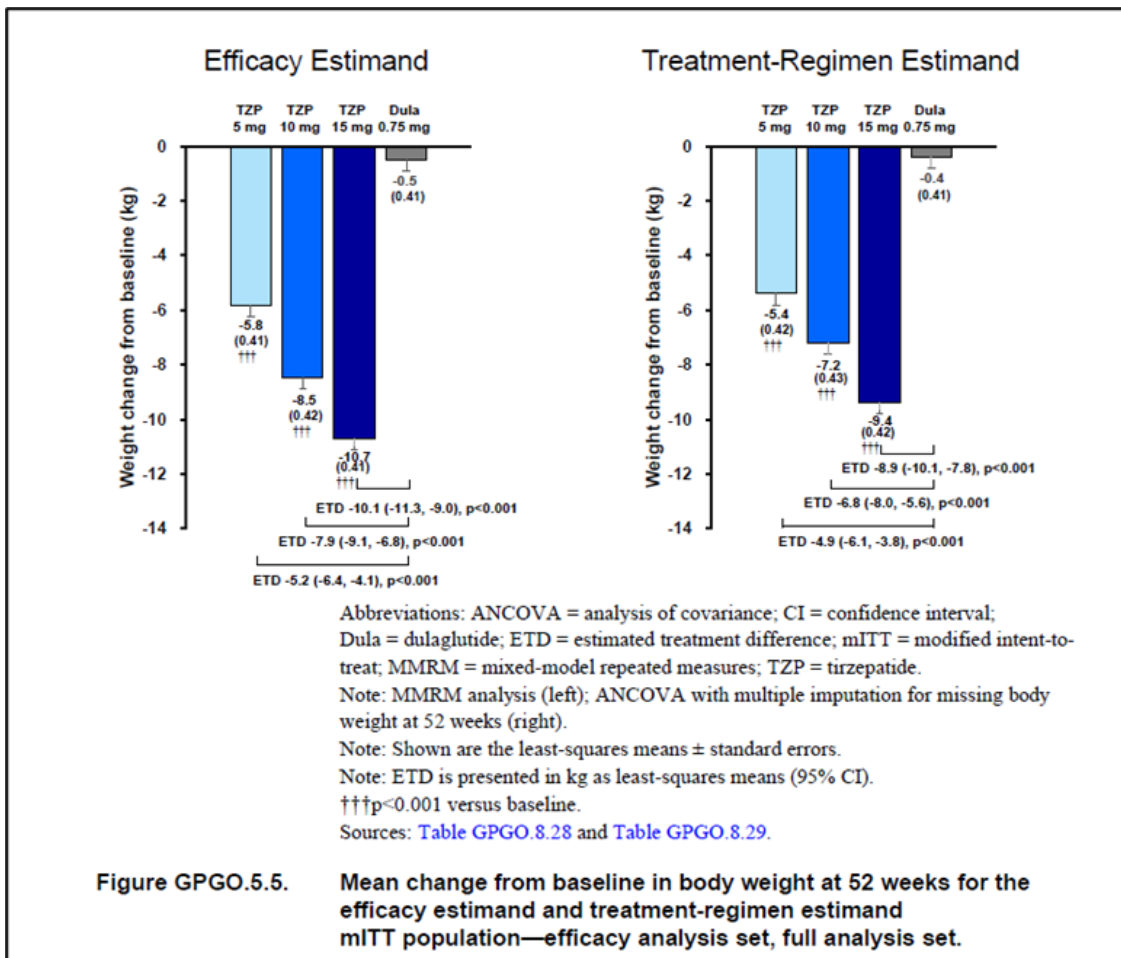 Efficacy Estimand
TZP 5 mg
TZP 10 mg
TZP 15 mg
Dula 0.75 mg
Weight change from baseline (kg)
0
-2
-4
-6
-8
-10
-12
-14
-5.8
(0.41)
†††
-8.5
(0.42)
†††
-10.7
(0.41)
†††
-0.5
(0.41)
ETD -10.1 (-11.3, -9.0), p<0.001
ETD -7.9 (-9.1, -6.8), p<0.001
ETD -5.2 (-6.4, -4.1), p<0.001
Treatment-Regimen Estimand
TZP 5 mg
TZP 10 mg
TZP 15 mg
Dula 0.75 mg
Weight change from baseline (kg)
0
-2
-4
-6
-8
-10
-12
-14
-5.4
(0.42)
†††
-7.2
(0.43)
†††
-9.4
(0.42)
†††
-0.4
(0.41)
ETD -8.9 (-10.1, -7.8), p<0.001
ETD -6.8 (-8.0, -5.6), p<0.001
ETD -4.9 (-6.1, -3.8), p<0.001
Abbreviations: ANCOVA = analysis of covariance; CI = confidence interval;
Dula = dulaglutide; ETD = estimated treatment difference; mITT = modified intent-to-
treat; MMRM = mixed-model repeated measures; TZP = tirzepatide.
Note: MMRM analysis (left); ANCOVA with multiple imputation for missing body
weight at 52 weeks (right).
Note: Shown are the least-squares means ± standard errors.
Note: ETD is presented in kg as least-squares means (95% CI).
†††p<0.001 versus baseline.
Sources: Table GPGO.8.28 and Table GPGO.8.29.
Figure GPGO.5.5. Mean change from baseline in body weight at 52 weeks for the
efficacy estimand and treatment-regimen estimand
mITT population—efficacy analysis set, full analysis set.